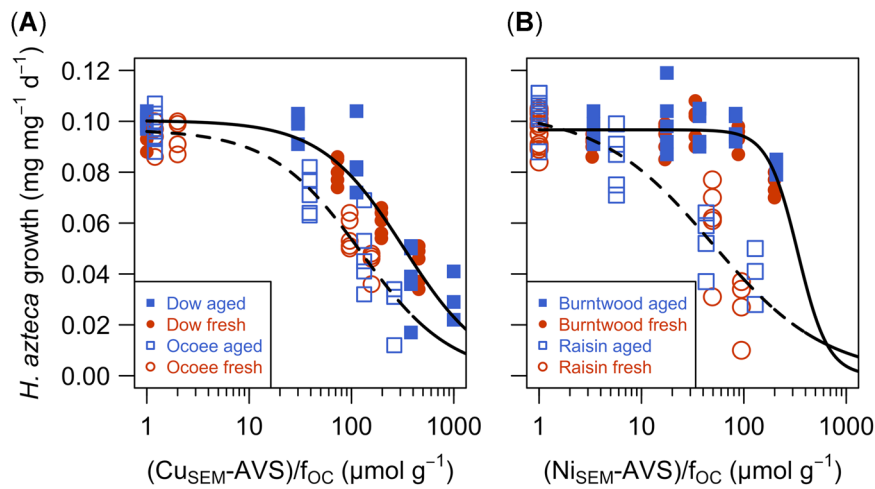 (A)
H. azteca growth (mg mg⁻¹ d⁻¹)
0.12
0.10
0.08
0.06
0.04
0.02
0.00
Dow aged
Dow fresh
Ocoee aged
Ocoee fresh
1 10 100 1000
(Cu_SEM-AVS)/f_OC (µmol g⁻¹)
(B)
Burntwood aged
Burntwood fresh
Raisin aged
Raisin fresh
1 10 100 1000
(Ni_SEM-AVS)/f_OC (µmol g⁻¹)